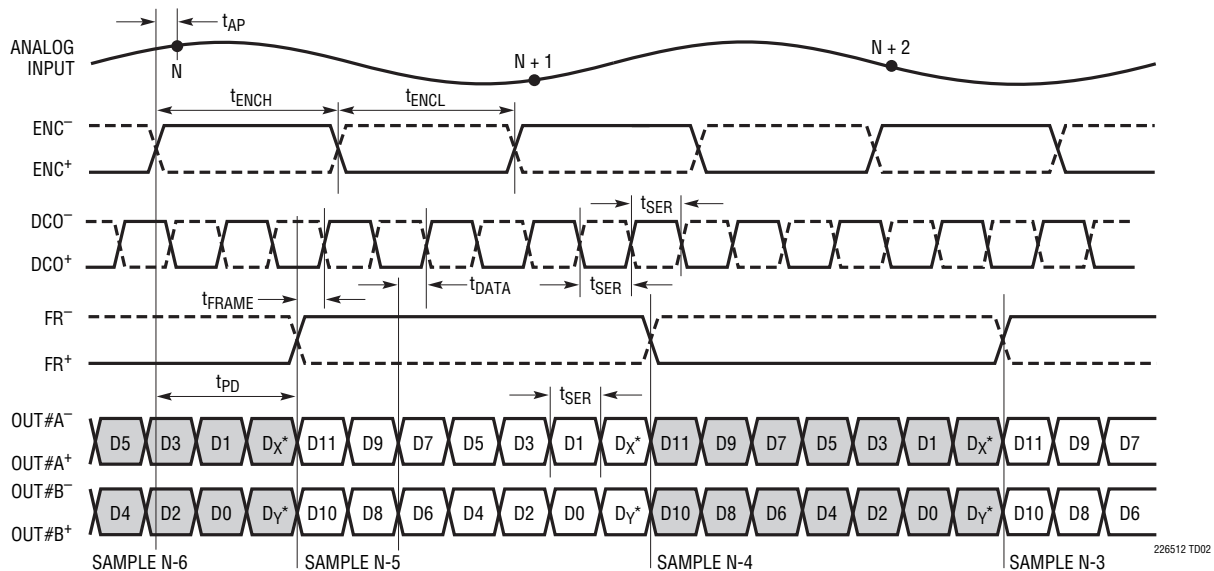 tAP
ANALOG
INPUT
N
N + 1
N + 2
tENCH
tENCL
ENC–
ENC+
DCO–
tSER
DCO+
tFRAME
tDATA
tSER
FR–
FR+
tPD
tSER
OUT#A–
D5 D3 D1 DX* D11 D9 D7 D5 D3 D1 DX* D11 D9 D7 D5 D3 D1 DX* D11 D9 D7
OUT#A+
OUT#B–
D4 D2 D0 DY* D10 D8 D6 D4 D2 D0 DY* D10 D8 D6 D4 D2 D0 DY* D10 D8 D6
OUT#B+
SAMPLE N-6
SAMPLE N-5
SAMPLE N-4
SAMPLE N-3
226512 TD02